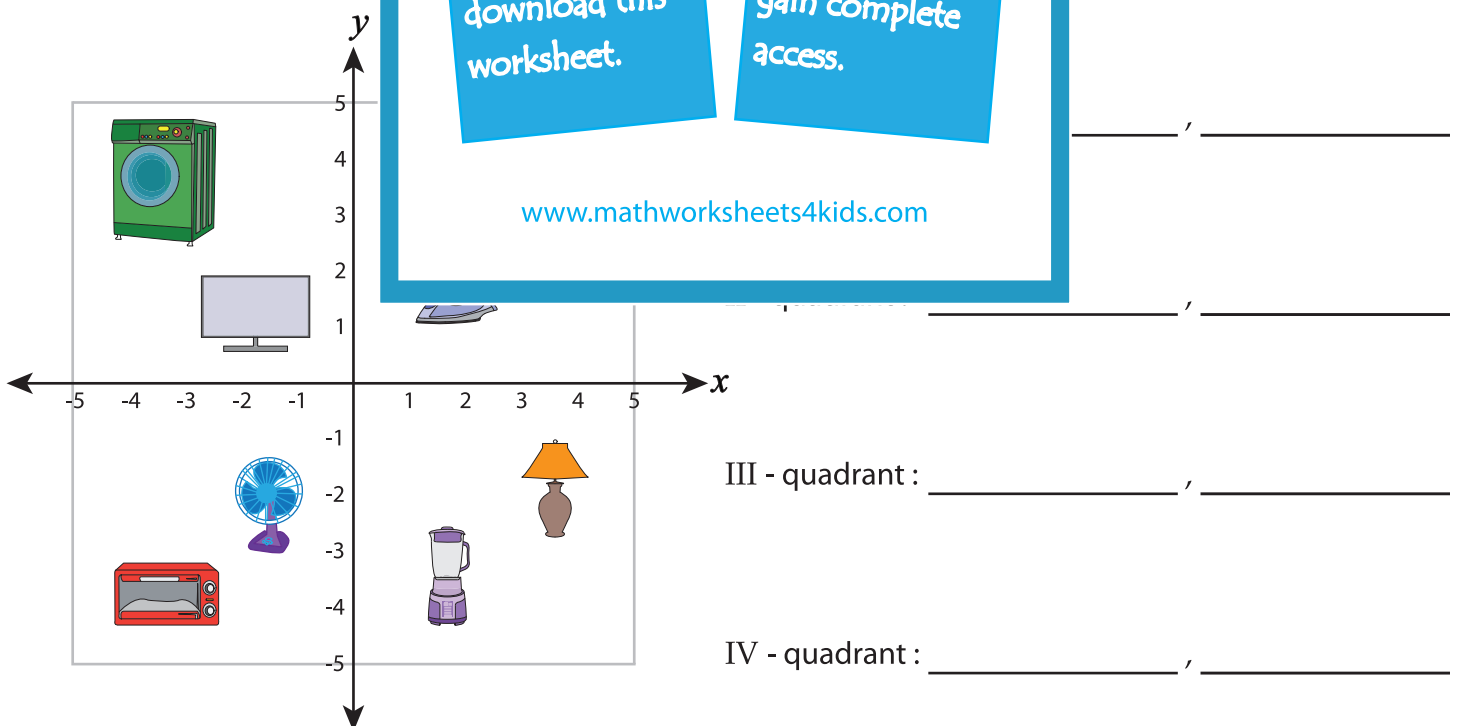 download this
worksheet.
gain complete
access.
www.mathworksheets4kids.com
y
5
4
3
2
1
-5 -4 -3 -2 -1 1 2 3 4 5 x
-1
-2
-3
-4
-5
, 
quadrant :
,
III - quadrant :
,
IV - quadrant :
,